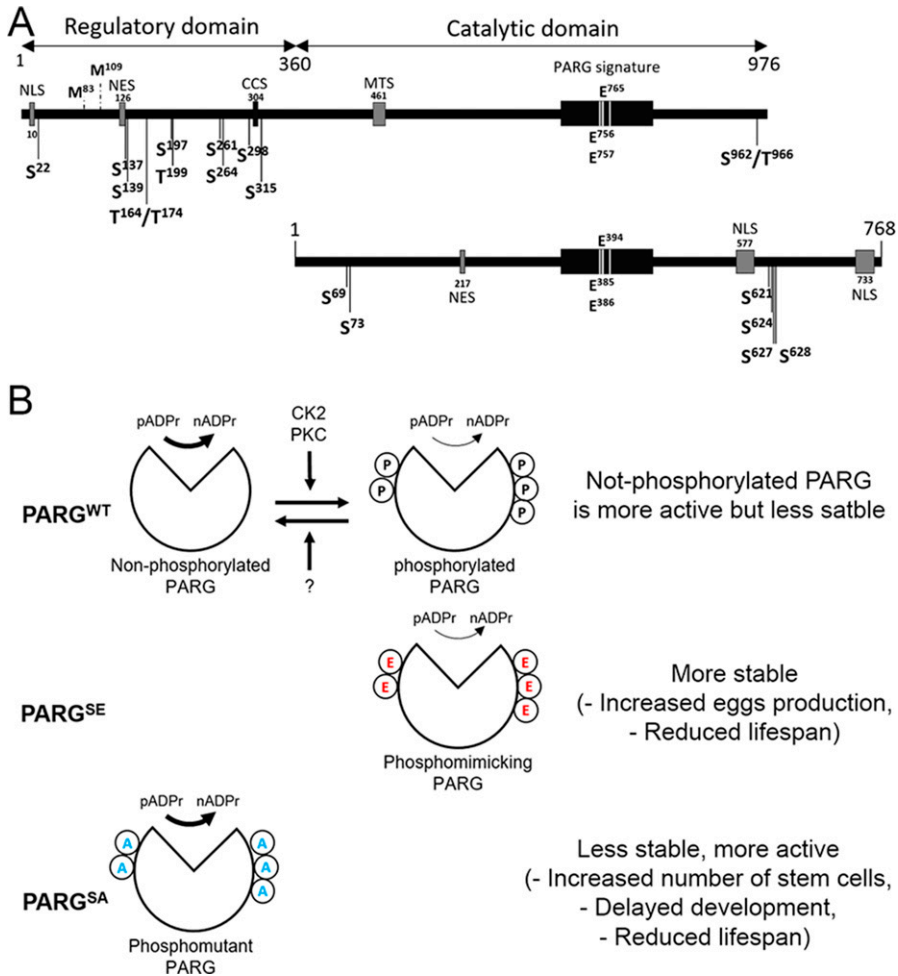 A
Regulatory domain
Catalytic domain
1
360
976
NLS
10
M83
M109
NES
126
CCS
304
MTS
461
PARG signature
E765
E756
E757
S22
S137
S139
T164/T174
S197
T199
S261
S264
S298
S315
S962/T966
1
768
S69
S73
217
NES
E394
E385
E386
NLS
577
733
NLS
S621
S624
S627
S628
B
PARGWT
pADPr nADPr
Non-phosphorylated
PARG
CK2
PKC
?
pADPr nADPr
P
P
P
P
P
phosphorylated
PARG
Not-phosphorylated PARG
is more active but less satble
PARGSE
pADPr nADPr
E
E
E
E
E
Phosphomimicking
PARG
More stable
(- Increased eggs production,
- Reduced lifespan)
PARGSA
pADPr nADPr
A
A
A
A
A
Phosphomutant
PARG
Less stable, more active
(- Increased number of stem cells,
- Delayed development,
- Reduced lifespan)